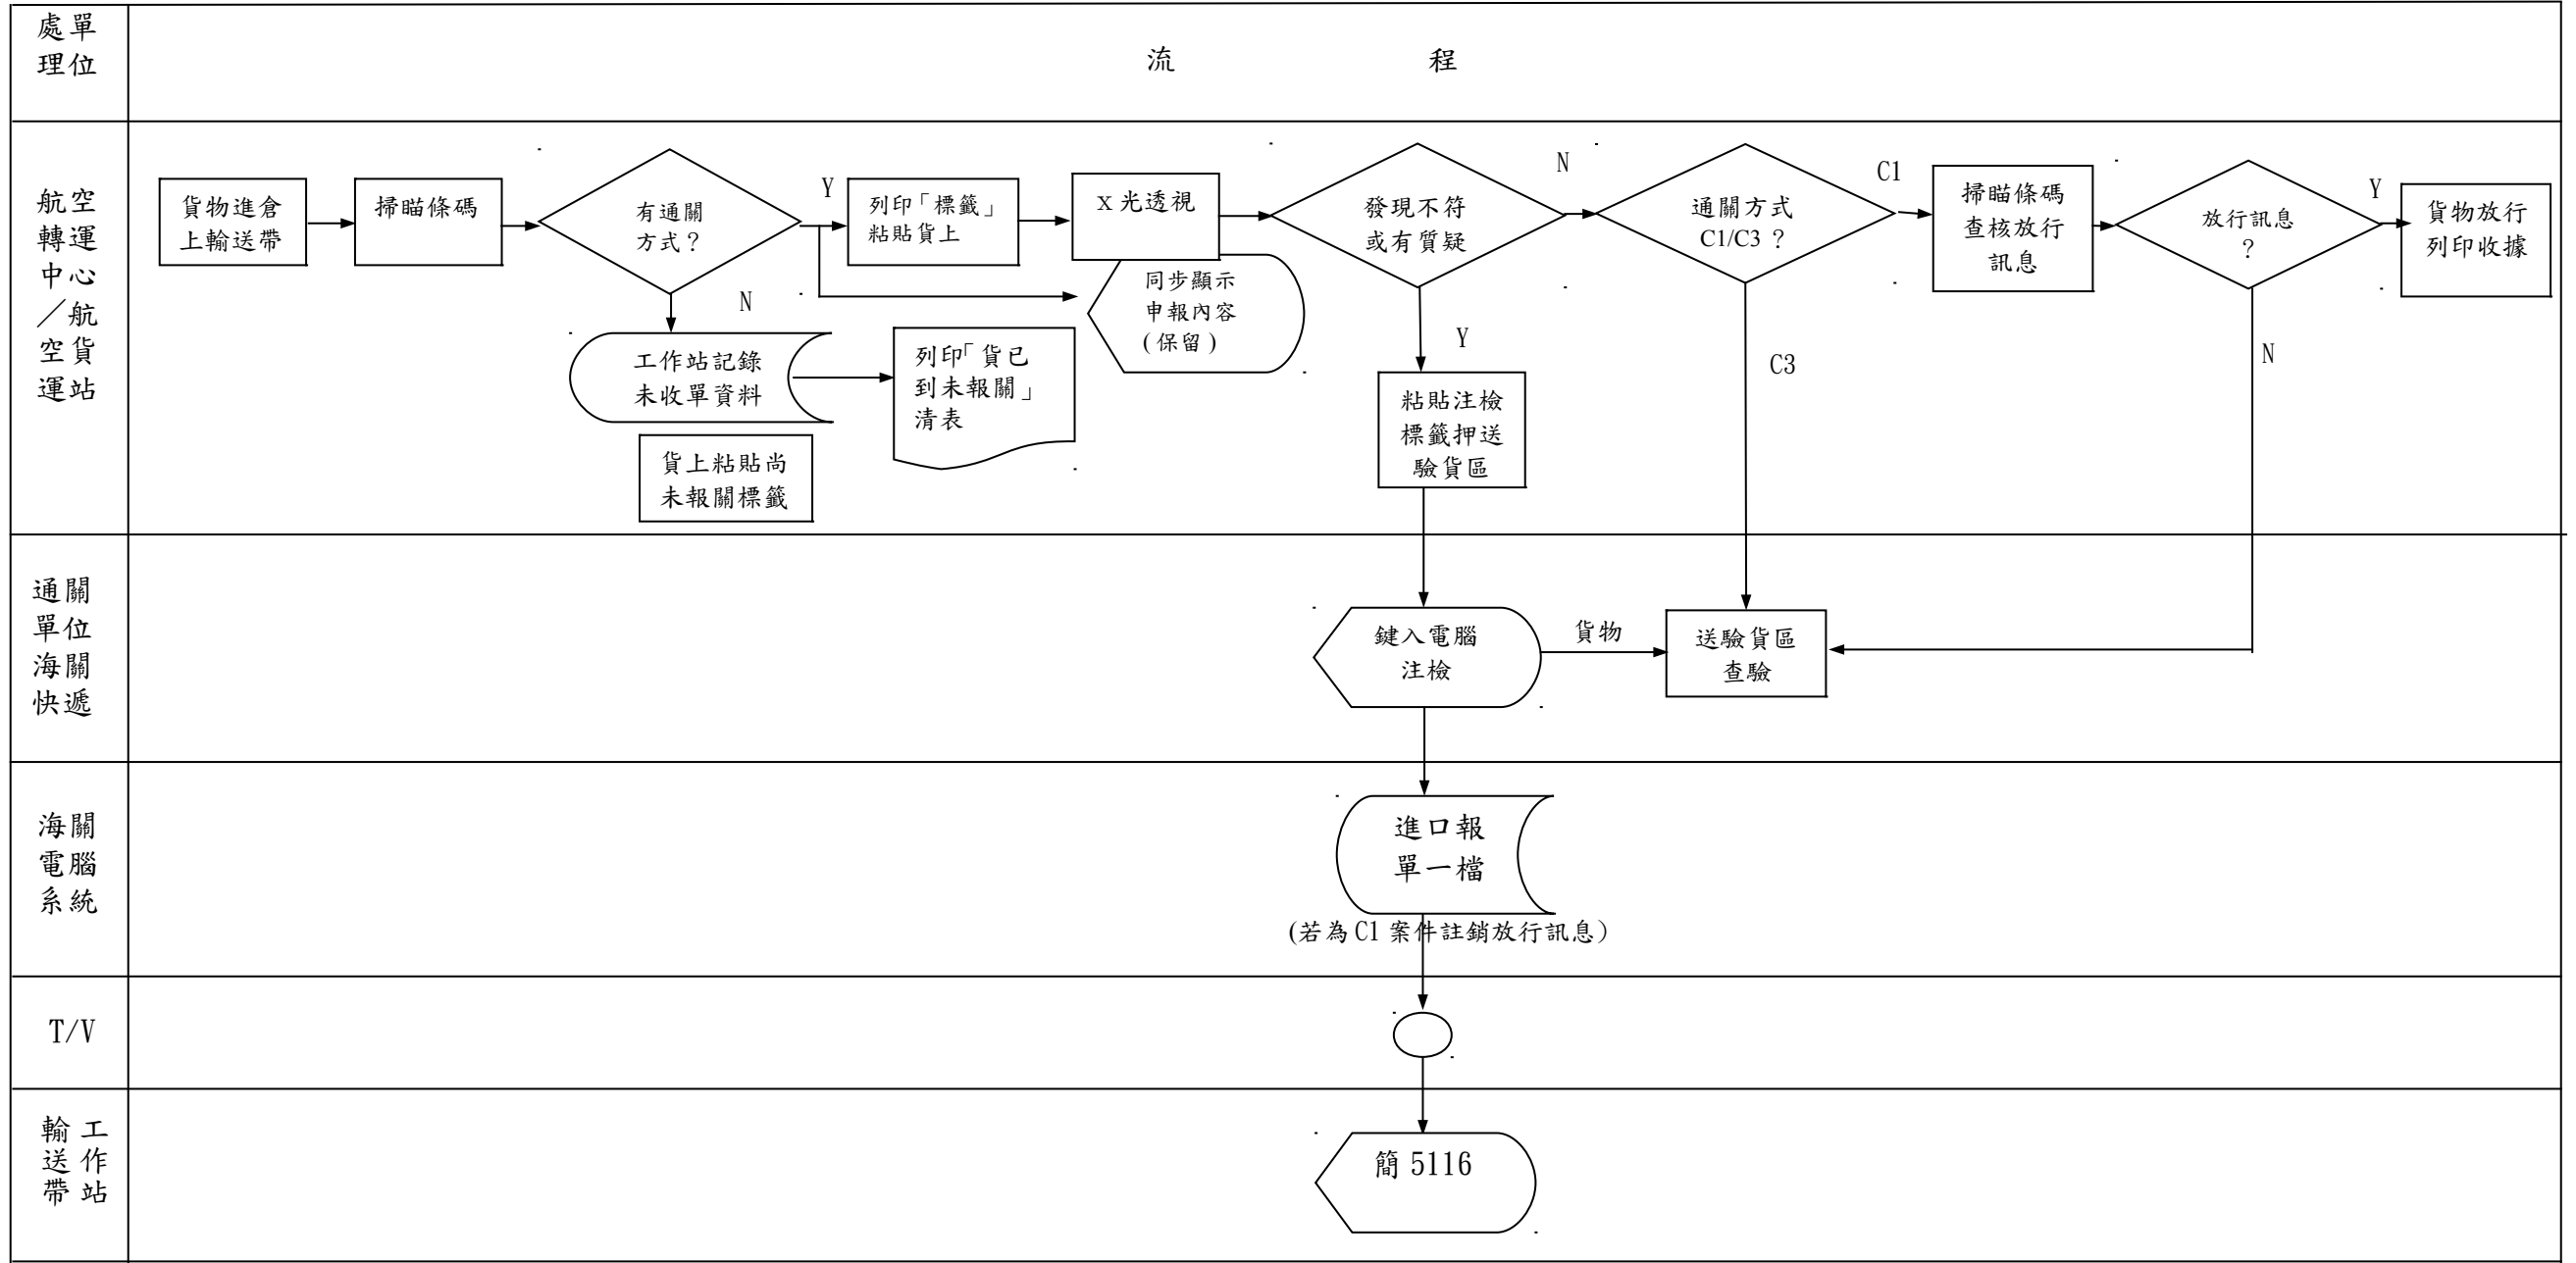 處單
理位
流 程
航空
轉運
中心
／航
空貨
運站
貨物進倉
上輸送帶
掃瞄條碼
有通關
方式？
Y
N
列印「標籤」
粘貼貨上
X 光透視
同步顯示
申報內容
(保留)
工作站記錄
未收單資料
列印「貨已
到未報關」
清表
貨上粘貼尚
未報關標籤
發現不符
或有質疑
N
Y
粘貼注檢
標籤押送
驗貨區
通關方式
C1/C3 ？
C1
C3
掃瞄條碼
查核放行
訊息
放行訊息
？
Y
N
貨物放行
列印收據
通關
單位
海關
快遞
鍵入電腦
注檢
貨物
送驗貨區
查驗
海關
電腦
系統
進口報
單一檔
(若為 C1 案件註銷放行訊息)
T/V
輸工
送作
帶站
簡 5116